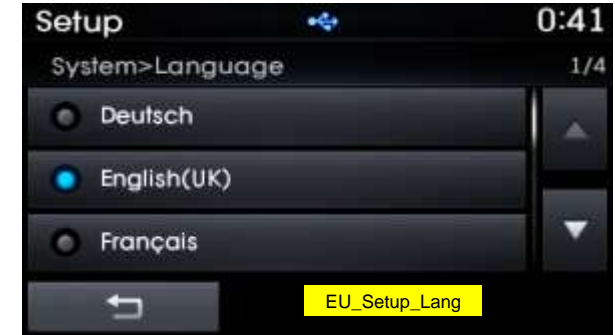 Setup 0:41
System>Language 1/4
Deutsch
English(UK)
Français
EU_Setup_Lang